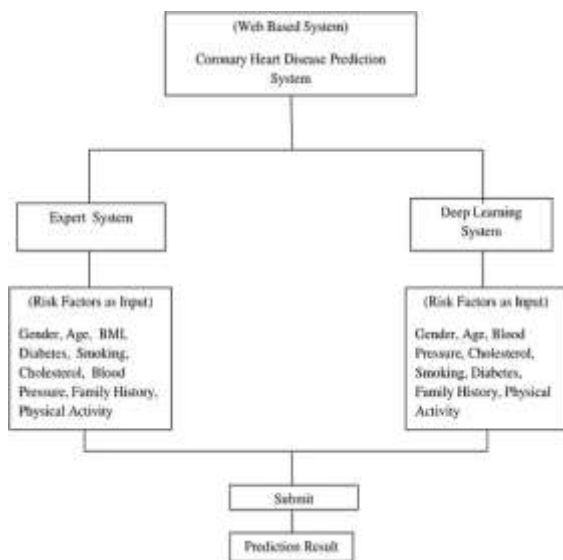 (Web Based System)
Coronary Heart Disease Prediction
System
Expert System
Deep Learning
System
(Risk Factors as Input)
Gender, Age, BMI,
Diabetes, Smoking,
Cholesterol, Blood
Pressure, Family History,
Physical Activity
(Risk Factors as Input)
Gender, Age, Blood
Pressure, Cholesterol,
Smoking, Diabetes,
Family History, Physical
Activity
Submit
Prediction Result